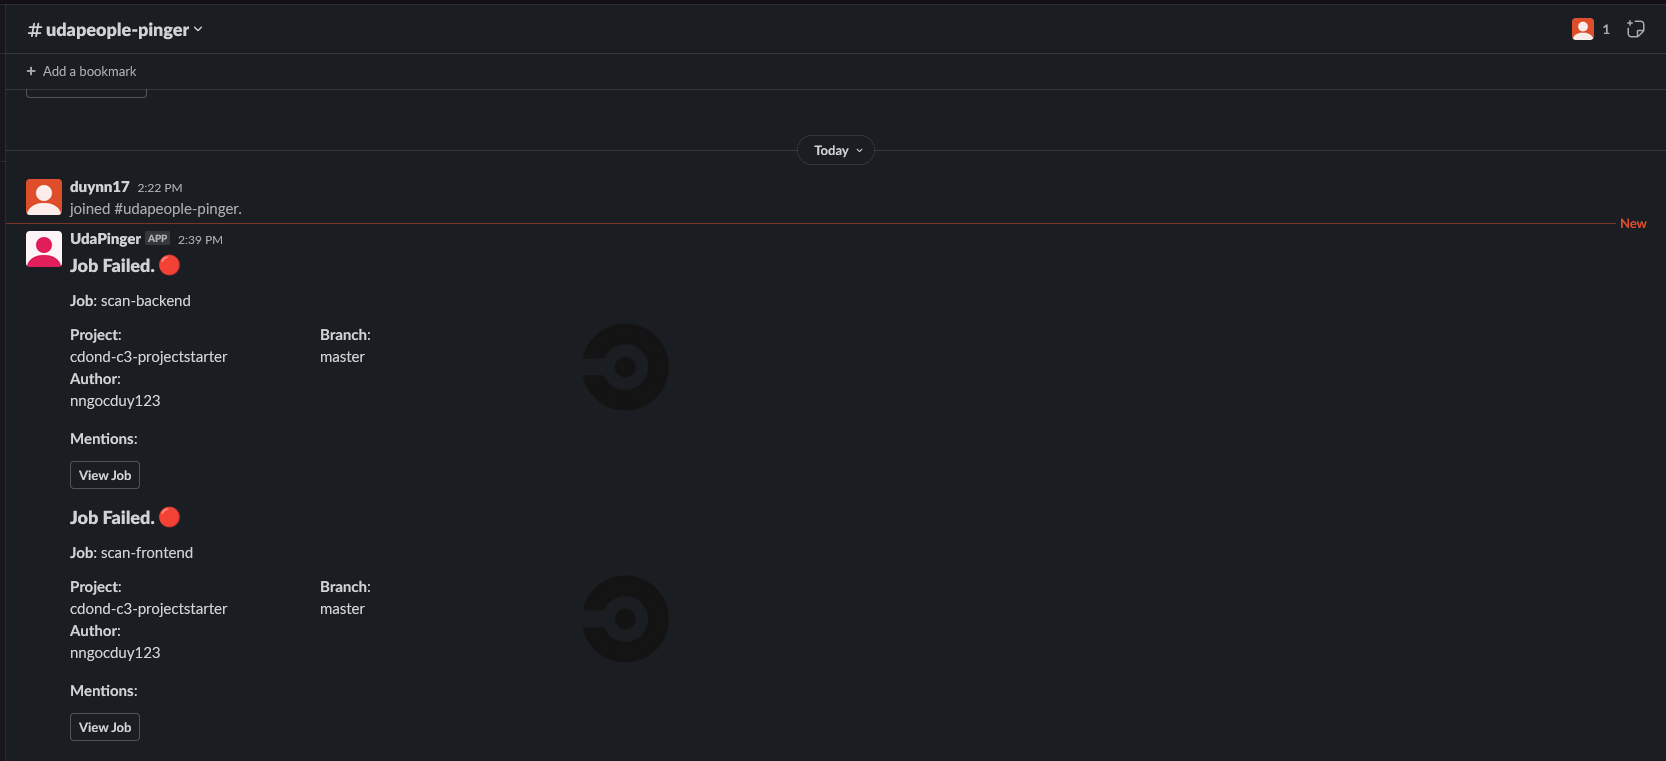 # udapeople-pinger
1
+ Add a bookmark
Today
duynn17 2:22 PM
joined #udapeople-pinger.
New
UdaPinger APP 2:39 PM
Job Failed. 🔴
Job: scan-backend
Project: Branch:
cdond-c3-projectstarter master
Author:
nngocduy123
Mentions:
View Job
Job Failed. 🔴
Job: scan-frontend
Project: Branch:
cdond-c3-projectstarter master
Author:
nngocduy123
Mentions:
View Job